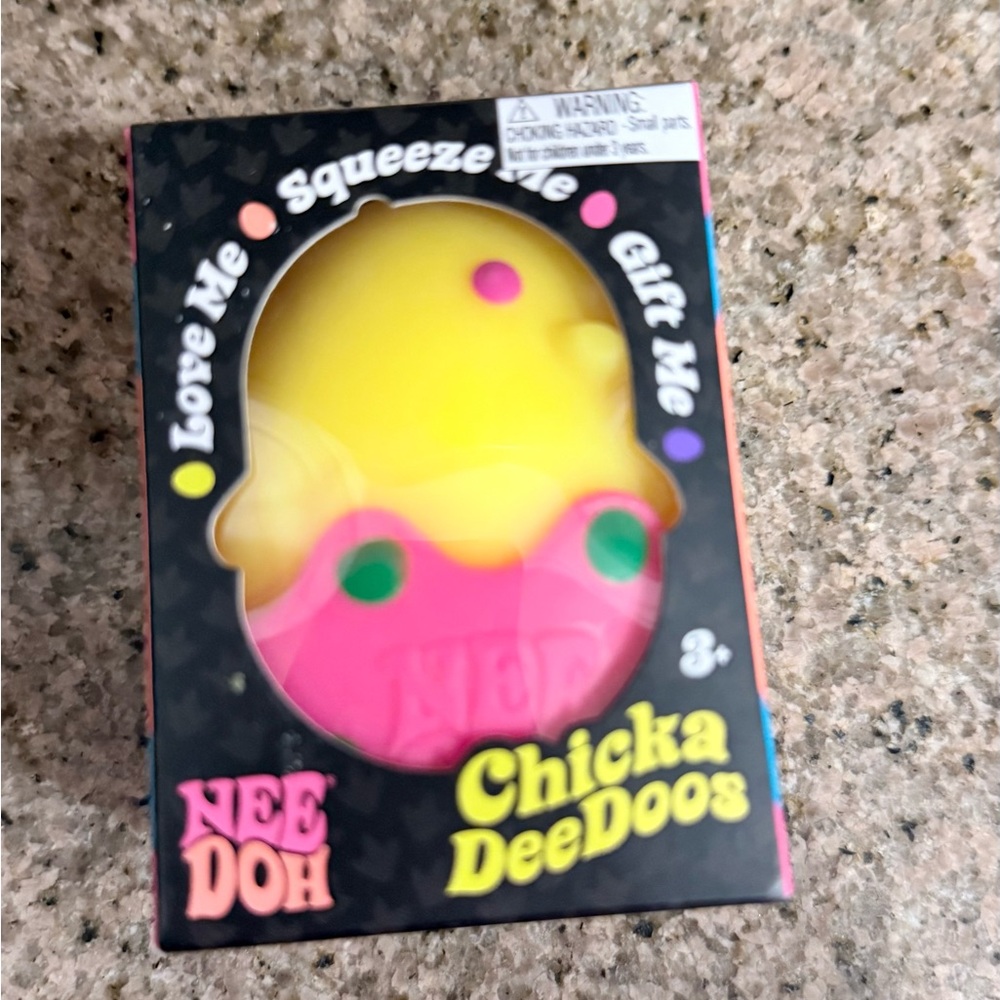 WARNING:
CHOKING HAZARD - Small parts.
Not for children under 3 years.
Love Me
Squeeze Me
Gift Me
NEE
3+
Chicka
DeeDoos
NEE
DOH